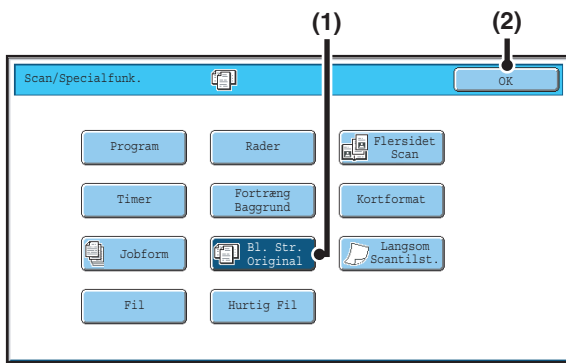 (1) (2)
Scan/Specialfunk. OK
Program Rader Flersidet
Scan
Timer Fortræng
Baggrund Kortformat
Jobform Bl. Str.
Original Langsom
Scantilst.
Fil Hurtig Fil